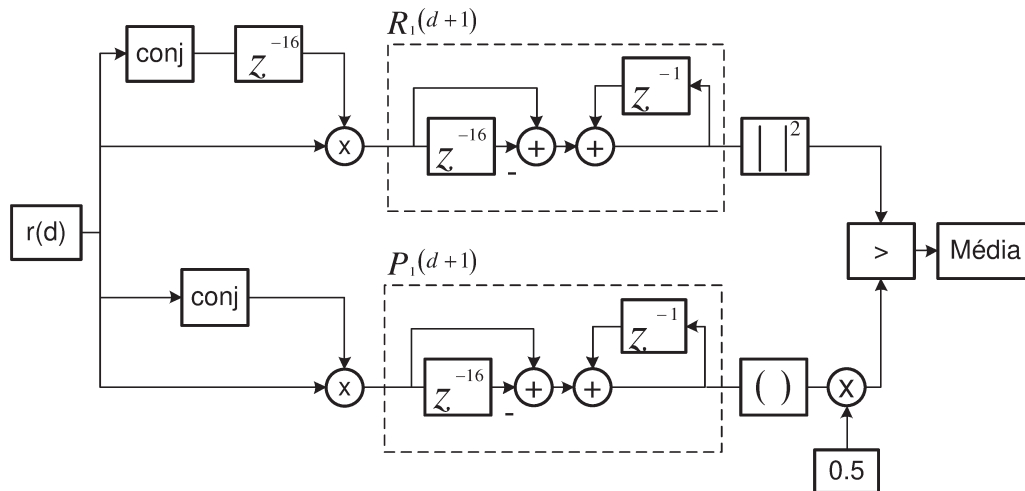 R₁(d+1)
conj
z⁻¹⁶
z⁻¹
x
z⁻¹⁶
-
+
+
| |²
r(d)
>
Média
P₁(d+1)
conj
z⁻¹
x
z⁻¹⁶
-
+
+
( )
x
0.5